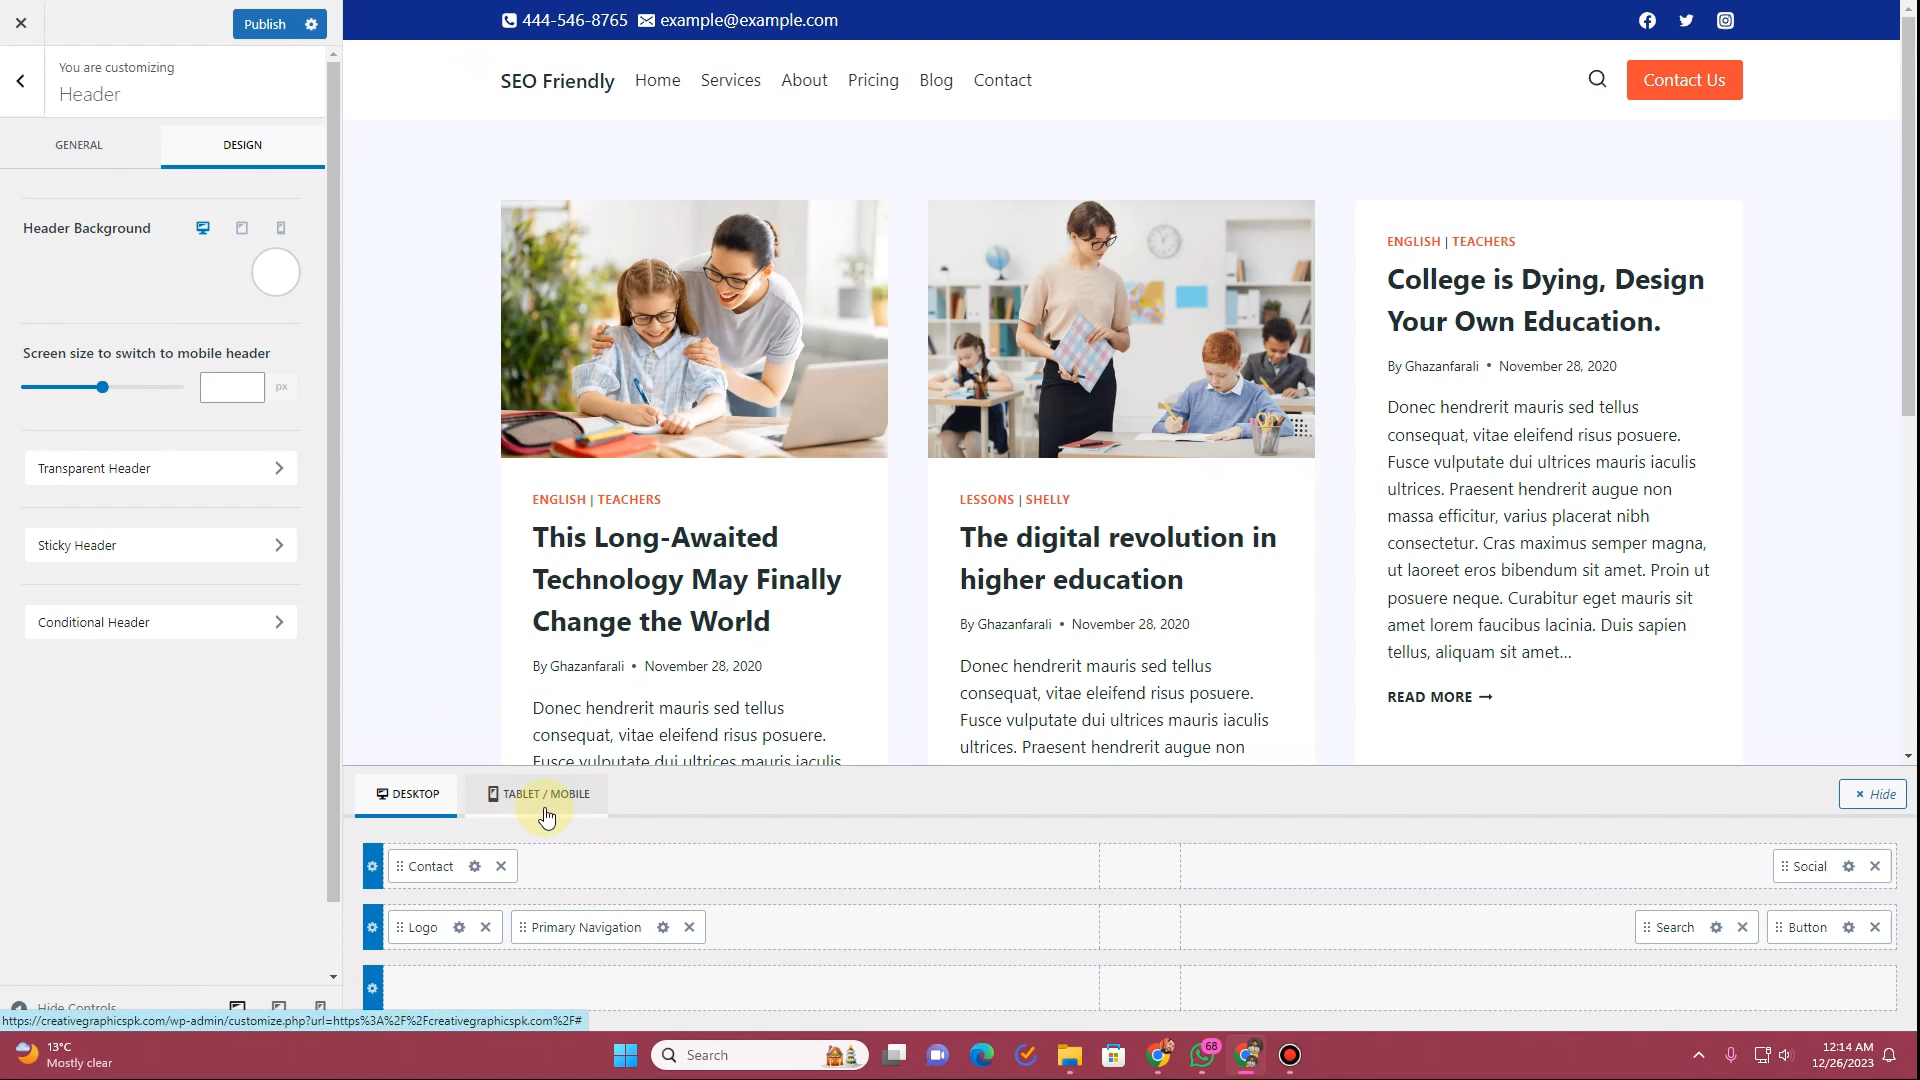 Publish
You are customizing
Header
GENERAL
DESIGN
Header Background
Screen size to switch to mobile header
px
Transparent Header
Sticky Header
Conditional Header
Hide Controls
https://creativegraphicspk.com/wp-admin/customize.php?url=https%3A%2F%2Fcreativegraphicspk.com%2F#
444-546-8765 example@example.com
SEO Friendly Home Services About Pricing Blog Contact
Contact Us
ENGLISH | TEACHERS
This Long-Awaited
Technology May Finally
Change the World
By Ghazanfarali • November 28, 2020
Donec hendrerit mauris sed tellus
consequat, vitae eleifend risus posuere.
Fusce vulputate dui ultrices mauris iaculis
LESSONS | SHELLY
The digital revolution in
higher education
By Ghazanfarali • November 28, 2020
Donec hendrerit mauris sed tellus
consequat, vitae eleifend risus posuere.
Fusce vulputate dui ultrices mauris iaculis
ultrices. Praesent hendrerit augue non
ENGLISH | TEACHERS
College is Dying, Design
Your Own Education.
By Ghazanfarali • November 28, 2020
Donec hendrerit mauris sed tellus
consequat, vitae eleifend risus posuere.
Fusce vulputate dui ultrices mauris iaculis
ultrices. Praesent hendrerit augue non
massa efficitur, varius placerat nibh
consectetur. Cras maximus semper magna,
ut laoreet eros bibendum sit amet. Proin ut
posuere neque. Curabitur eget mauris sit
amet lorem faucibus lacinia. Duis sapien
tellus, aliquam sit amet...
READ MORE →
DESKTOP
TABLET / MOBILE
× Hide
Contact
Social
Logo
Primary Navigation
Search
Button
13°C
Mostly clear
Search
68
12:14 AM
12/26/2023